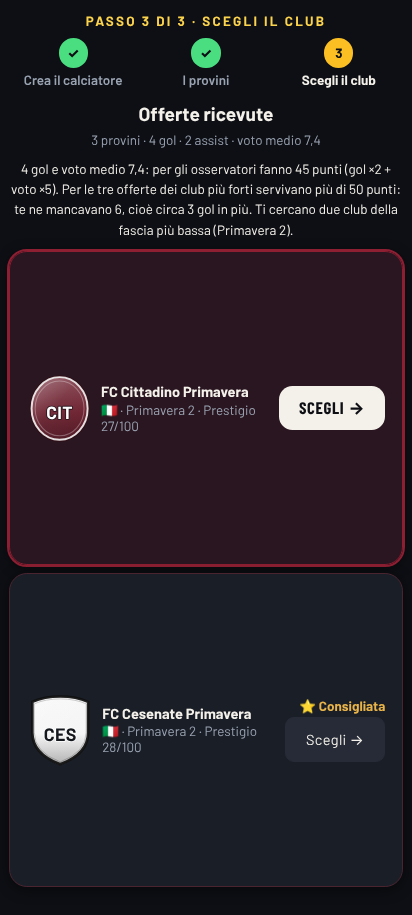 PASSO 3 DI 3 · SCEGLI IL CLUB
✓ ✓ 3
Crea il calciatore I provini Scegli il club
Offerte ricevute
3 provini · 4 gol · 2 assist · voto medio 7,4
4 gol e voto medio 7,4: per gli osservatori fanno 45 punti (gol ×2 +
voto ×5). Per le tre offerte dei club più forti servivano più di 50 punti:
te ne mancavano 6, cioè circa 3 gol in più. Ti cercano due club della
fascia più bassa (Primavera 2).
CIT
FC Cittadino Primavera
🇮🇹 · Primavera 2 · Prestigio
27/100
SCEGLI →
CES
FC Cesenate Primavera
🇮🇹 · Primavera 2 · Prestigio
28/100
⭐ Consigliata
Scegli →